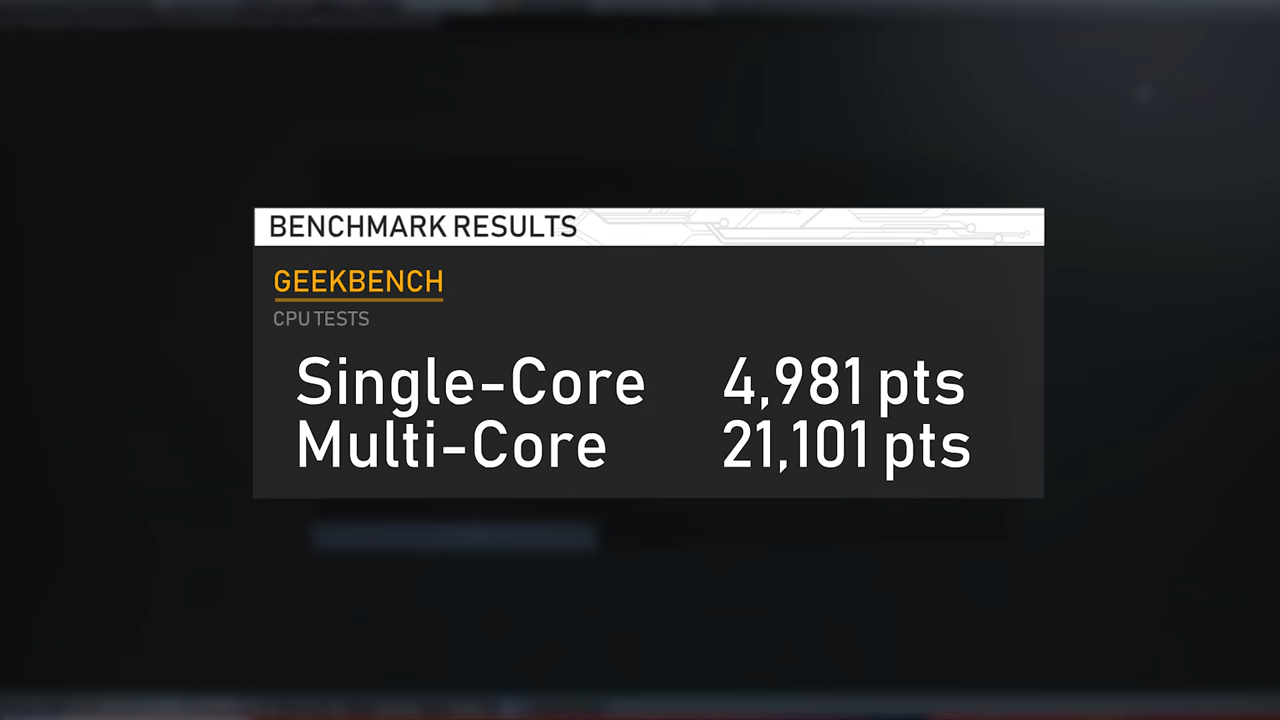 BENCHMARK RESULTS
GEEKBENCH
CPU TESTS
Single-Core 4,981 pts
Multi-Core 21,101 pts